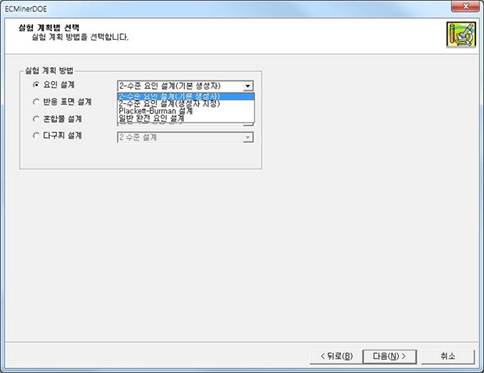 ECMinerDOE
실험 계획법 선택
실험 계획 방법을 선택합니다.
실험 계획 방법
요인 설계
2-수준 요인 설계(기본 생성자)
2-수준 요인 설계(기본 생성자)
2-수준 요인 설계(생성자 지정)
Plackett-Burman 설계
일반 완전 요인 설계
반응 표면 설계
혼합물 설계
다구찌 설계
2 수준 설계
< 뒤로(B)
다음(N) >
취소